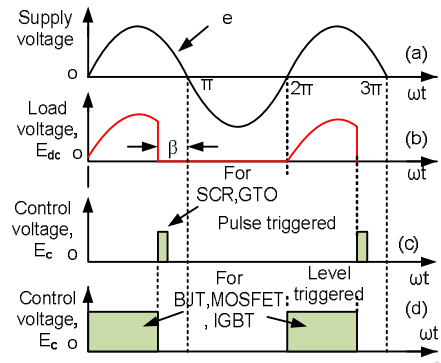 Supply
voltage
e
(a)
o
π
2π
3π
ωt
Load
voltage,
Edc o
β
(b)
ωt
For
SCR,GTO
Control
voltage,
Ec o
Pulse triggered
(c)
ωt
For
BJT,MOSFET
, IGBT
Level
triggered
Control
voltage,
Ec o
(d)
ωt